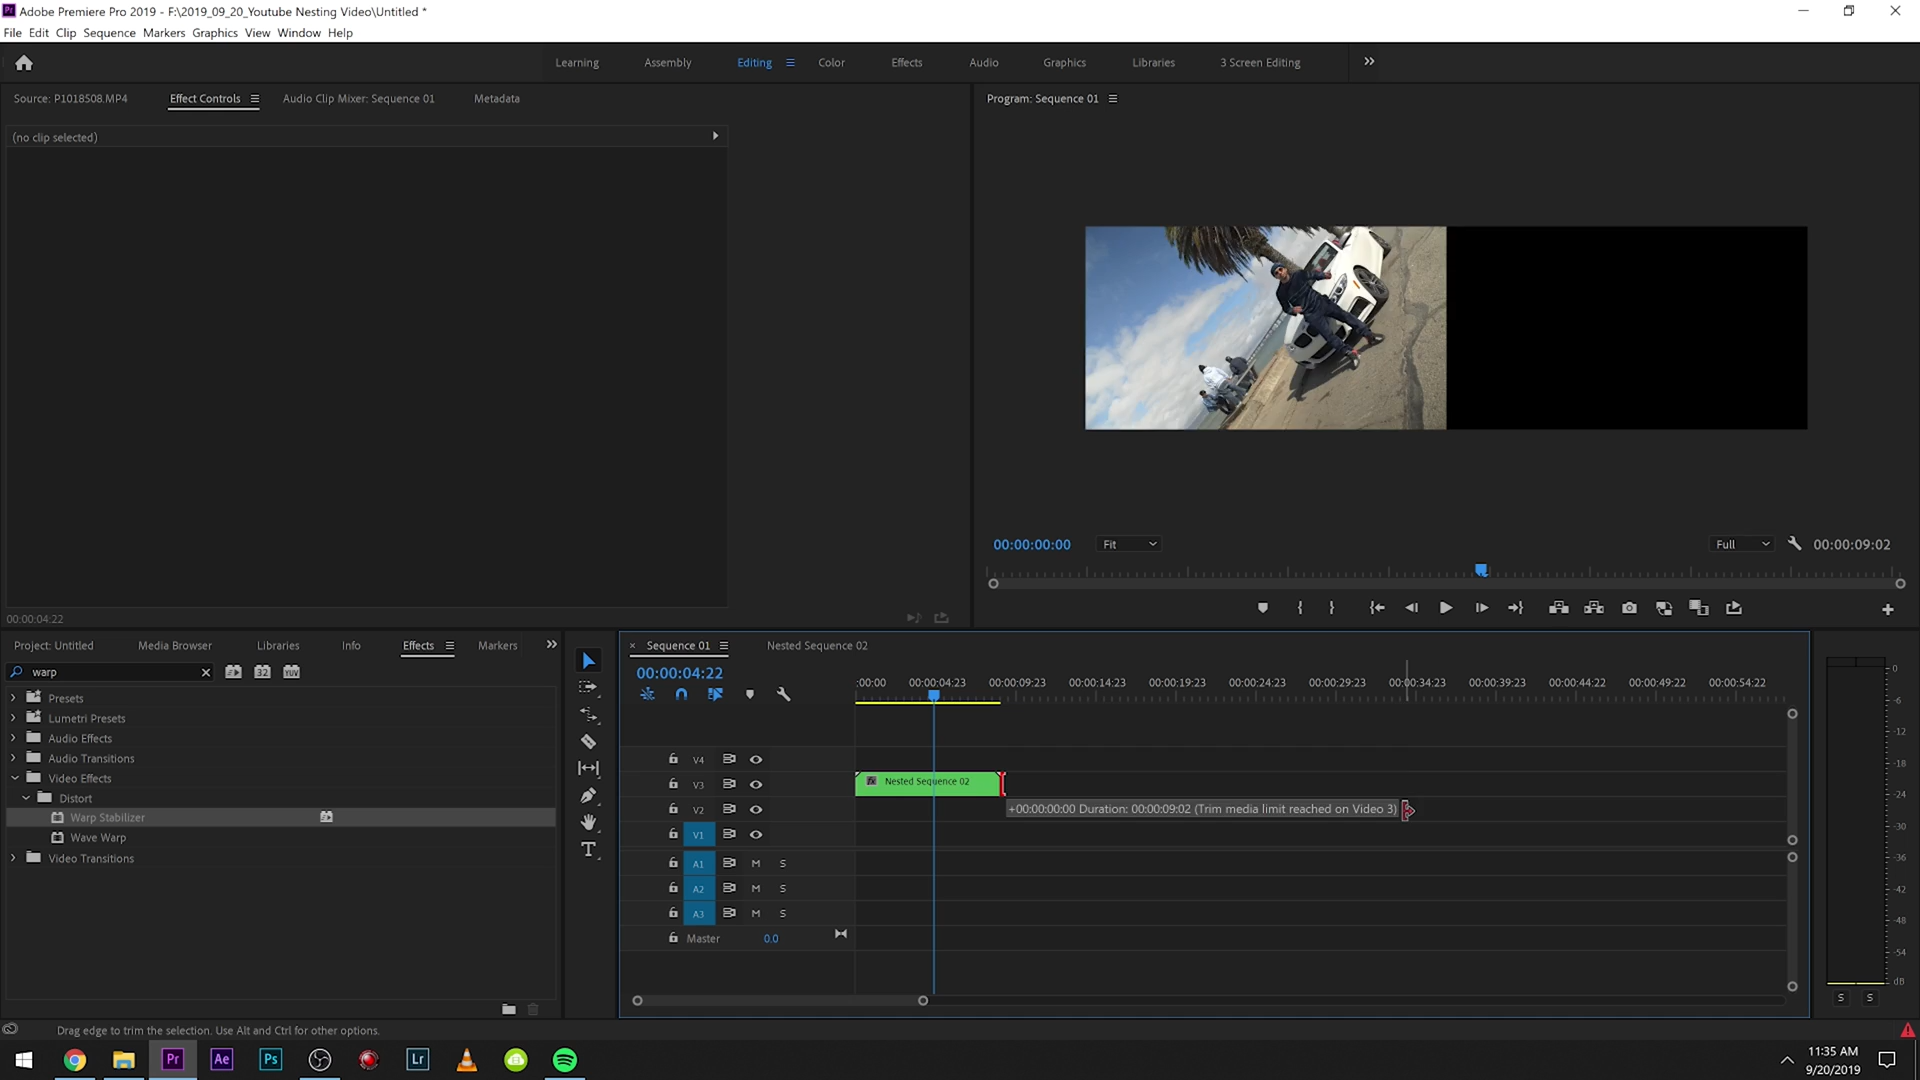 Pr Adobe Premiere Pro 2019 - F:\2019_09_20_Youtube Nesting Video\Untitled *
File Edit Clip Sequence Markers Graphics View Window Help
Learning Assembly Editing Color Effects Audio Graphics Libraries 3 Screen Editing
Source: P1018508.MP4 Effect Controls Audio Clip Mixer: Sequence 01 Metadata
Program: Sequence 01
(no clip selected)
00:00:00:00 Fit Full 00:00:09:02
00:00:04:22
Project: Untitled Media Browser Libraries Info Effects Markers
warp 32 YUV
Presets
Lumetri Presets
Audio Effects
Audio Transitions
Video Effects
Distort
Warp Stabilizer
Wave Warp
Video Transitions
T
× Sequence 01 Nested Sequence 02
00:00:04:22
:00:00 00:00:04:23 00:00:09:23 00:00:14:23 00:00:19:23 00:00:24:23 00:00:29:23 00:00:34:23 00:00:39:23 00:00:44:22 00:00:49:22 00:00:54:22
V4
V3 fx Nested Sequence 02
V2 +00:00:00:00 Duration: 00:00:09:02 (Trim media limit reached on Video 3)
V1
A1 M S
A2 M S
A3 M S
Master 0.0
0
-6
-12
-18
-24
-30
-36
-42
-48
-54
dB
S S
Drag edge to trim the selection. Use Alt and Ctrl for other options.
Pr Ae Ps Lr
11:35 AM
9/20/2019